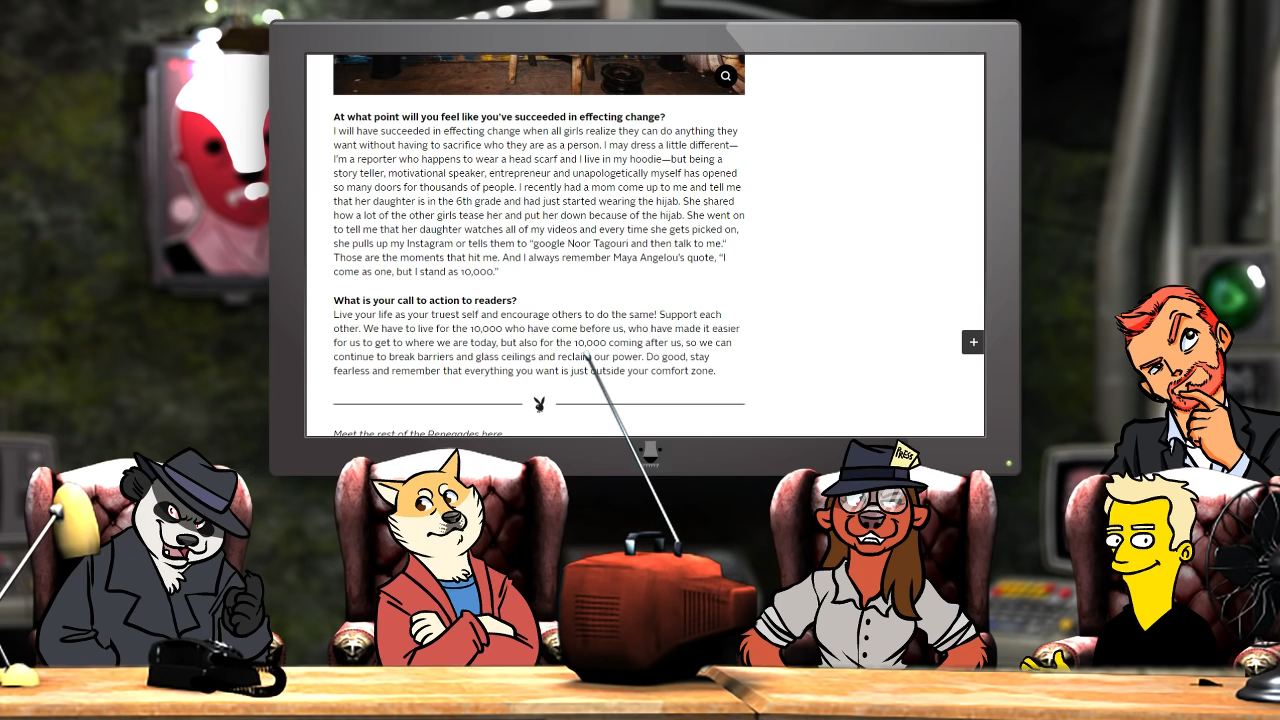 At what point will you feel like you've succeeded in effecting change?
I will have succeeded in effecting change when all girls realize they can do anything they
want without having to sacrifice who they are as a person. I may dress a little different—
I'm a reporter who happens to wear a head scarf and I live in my hoodie—but being a
story teller, motivational speaker, entrepreneur and unapologetically myself has opened
so many doors for thousands of people. I recently had a mom come up to me and tell me
that her daughter is in the 6th grade and had just started wearing the hijab. She shared
how a lot of the other girls tease her and put her down because of the hijab. She went on
to tell me that her daughter watches all of my videos and every time she gets picked on,
she pulls up my Instagram or tells them to "google Noor Tagouri and then talk to me."
Those are the moments that hit me. And I always remember Maya Angelou's quote, "I
come as one, but I stand as 10,000."
What is your call to action to readers?
Live your life as your truest self and encourage others to do the same! Support each
other. We have to live for the 10,000 who have come before us, who have made it easier
for us to get to where we are today, but also for the 10,000 coming after us, so we can
continue to break barriers and glass ceilings and reclaim our power. Do good, stay
fearless and remember that everything you want is just outside your comfort zone.
Meet the rest of the Renegades here
PRESS